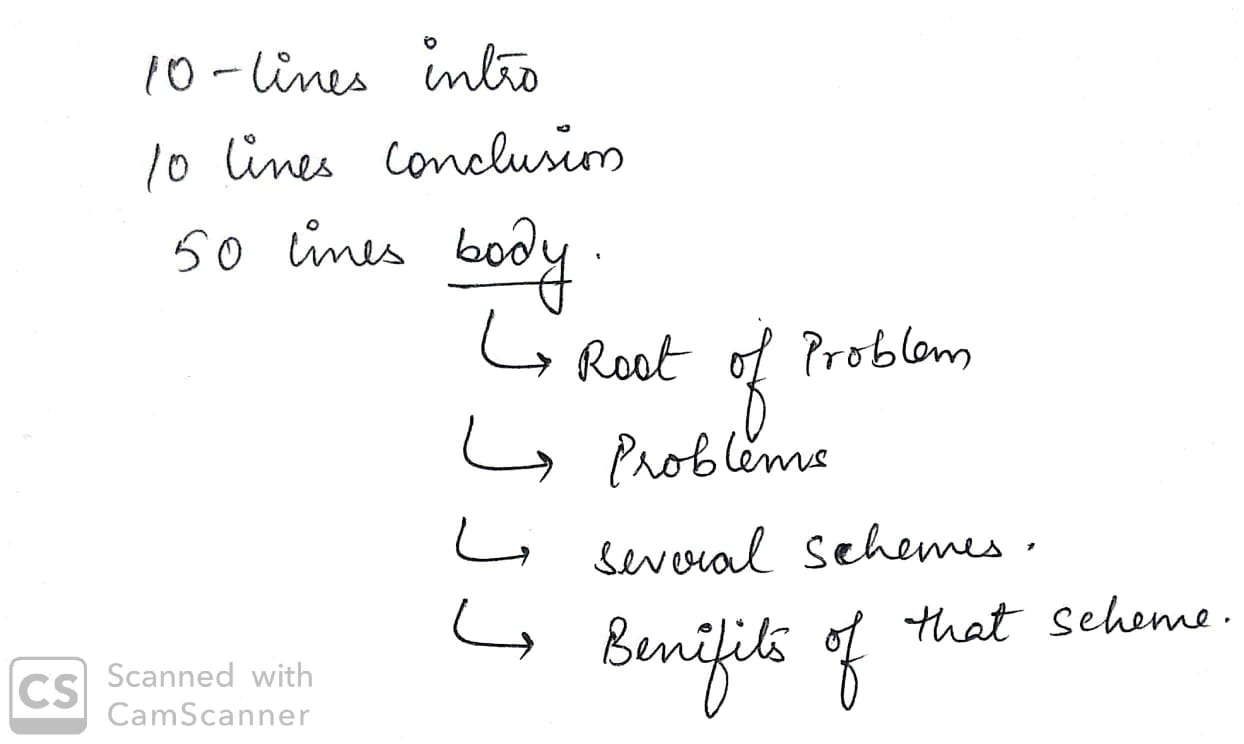 10-lines intro
10 lines conclusion
50 lines body.
↳ Root of Problem
↳ Problems
↳ several schemes.
↳ Benifits of that scheme.
CS Scanned with
CamScanner